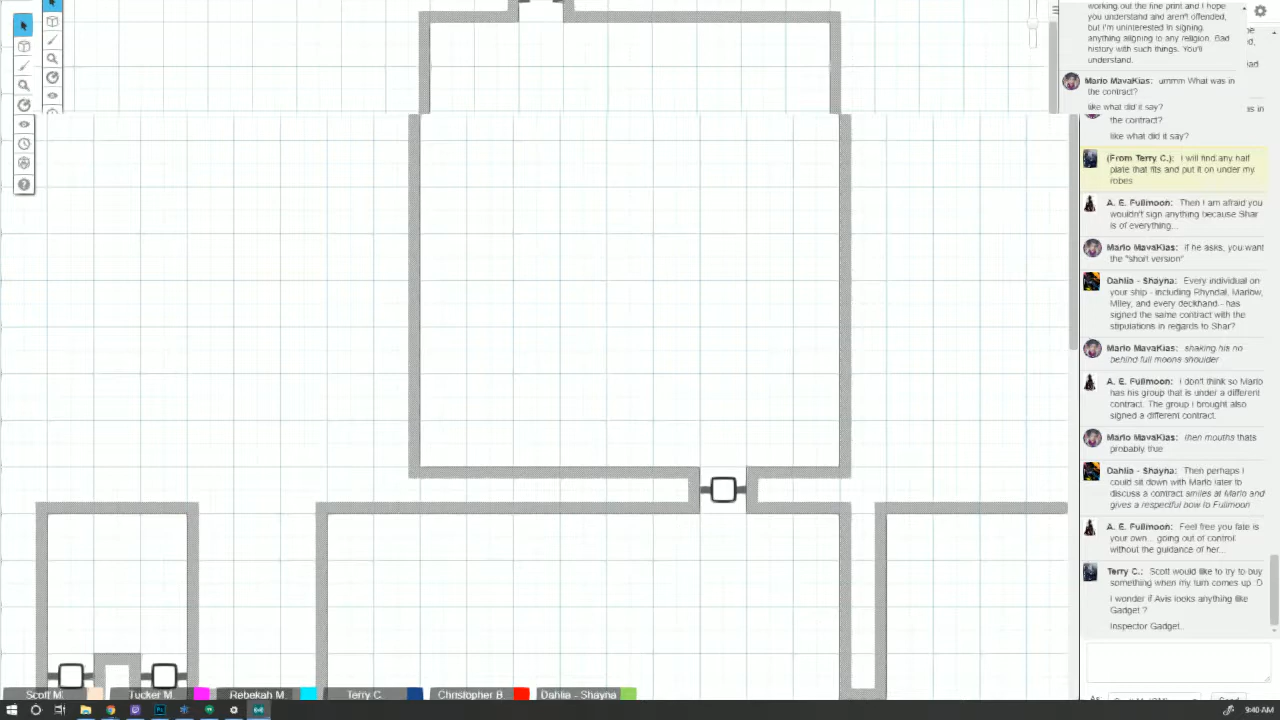 working out the fine print and I hope
you understand and aren't offended,
but I'm uninterested in signing
anything aligning to any religion. Bad
history with such things. You'll
understand.
Mario MavaKias: ummm What was in
the contract?
like what did it say?
the contract?
like what did it say?
(From Terry C.): I will find any half
plate that fits and put it on under my
robes
A. E. Fullmoon: Then I am afraid you
wouldn't sign anything because Shar
is of everything...
Mario MavaKias: if he asks, you want
the "short version"
Dahlia - Shayna: Every individual on
your ship - including Rhyndal, Marlow,
Miley, and every deckhand - has
signed the same contract with the
stipulations in regards to Shar?
Mario MavaKias: shaking his no
behind full moons shoulder
A. E. Fullmoon: I don't think so Mario
has his group that is under a different
contract. The group I brought also
signed a different contract.
Mario MavaKias: then mouths thats
probably true
Dahlia - Shayna: Then perhaps I
could sit down with Mario later to
discuss a contract smiles at Mario and
gives a respectful bow to Fullmoon
A. E. Fullmoon: Feel free you fate is
your own... going out of control
without the guidance of her...
Terry C.: Scott would like to try to buy
something when my turn comes up :D
I wonder if Avis looks anything like
Gadget ?
Inspector Gadget..
Scott M. Tucker M. Rebekah M. Terry C. Christopher B. Dahlia - Shayna
As: Send
9:40 AM